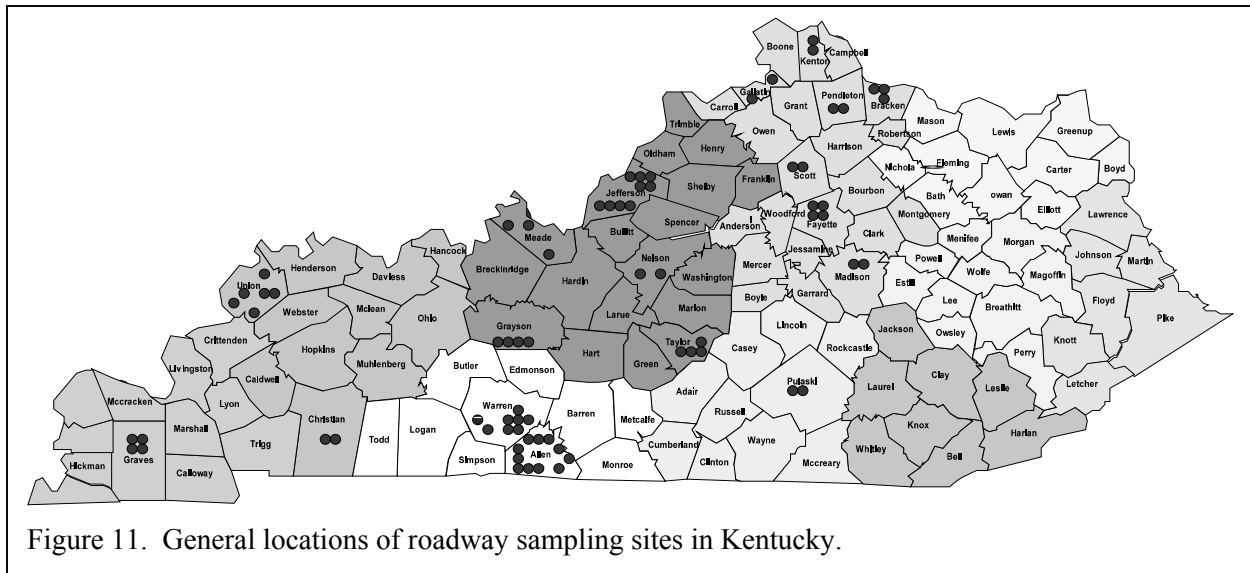 Boone
Kenton
Campbell
Gallatin
Pendleton
Bracken
Carroll
Grant
Trimble
Owen
Robertson
Mason
Lewis
Greenup
Oldham
Henry
Harrison
Nichola
Fleming
Carter
Boyd
Jefferson
Shelby
Franklin
Scott
Bourbon
Bath
owan
Elliott
Lawrence
Woodford
Fayette
Montgomery
Spencer
Anderson
Clark
Menifee
Morgan
Bullitt
Meade
Hancock
Jessamine
Powell
Johnson
Martin
Henderson
Daviess
Breckinridge
Nelson
Washington
Mercer
Madison
Wolfe
Magoffin
Union
Hardin
Estill
Boyle
Garrard
Lee
Breathitt
Floyd
Pike
Webster
Mclean
Ohio
Larue
Marion
Lincoln
Jackson
Owsley
Knott
Crittenden
Hopkins
Grayson
Taylor
Casey
Rockcastle
Perry
Livingston
Caldwell
Muhlenberg
Butler
Edmonson
Hart
Green
Adair
Pulaski
Laurel
Clay
Leslie
Letcher
Mccracken
Lyon
Christian
Warren
Barren
Metcalfe
Russell
Knox
Harlan
Marshall
Trigg
Todd
Logan
Cumberland
Wayne
Whitley
Bell
Hickman
Graves
Calloway
Simpson
Allen
Monroe
Clinton
Mccreary
Figure 11. General locations of roadway sampling sites in Kentucky.